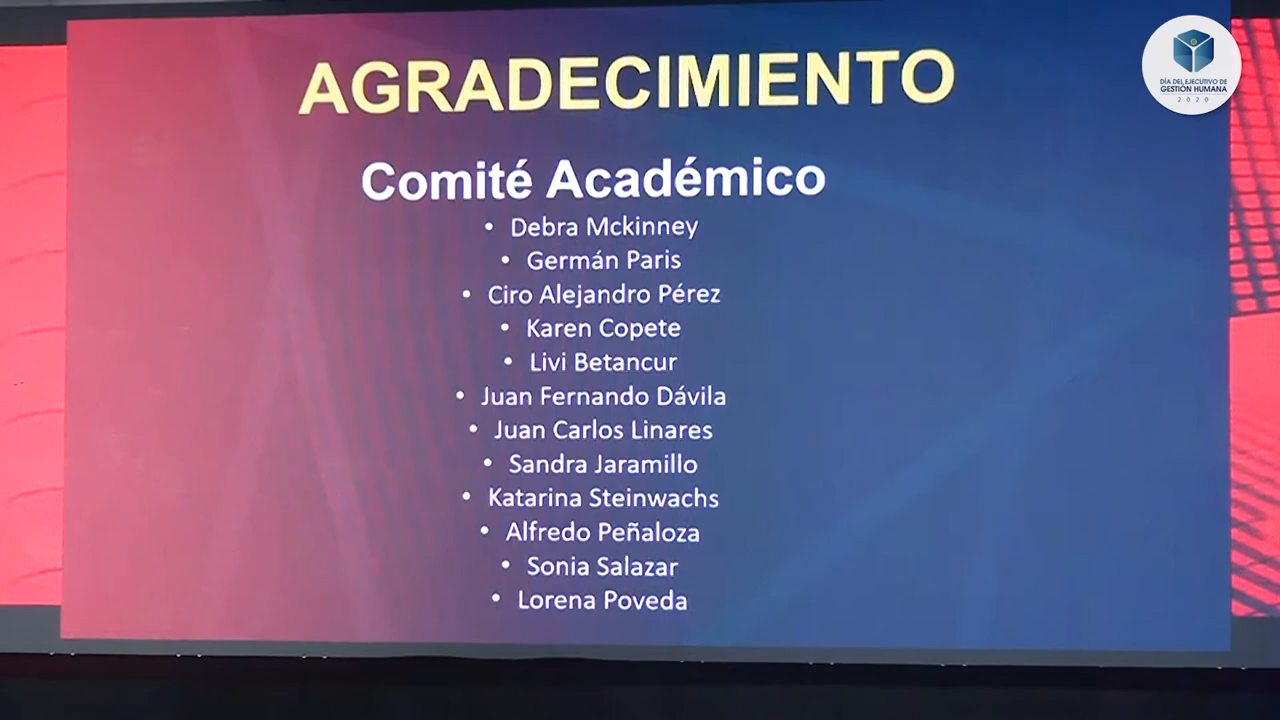 AGRADECIMIENTO
Comité Académico
• Debra Mckinney
• Germán Paris
• Ciro Alejandro Pérez
• Karen Copete
• Livi Betancur
• Juan Fernando Dávila
• Juan Carlos Linares
• Sandra Jaramillo
• Katarina Steinwachs
• Alfredo Peñaloza
• Sonia Salazar
• Lorena Poveda
DÍA DEL EJECUTIVO DE
GESTIÓN HUMANA
2020